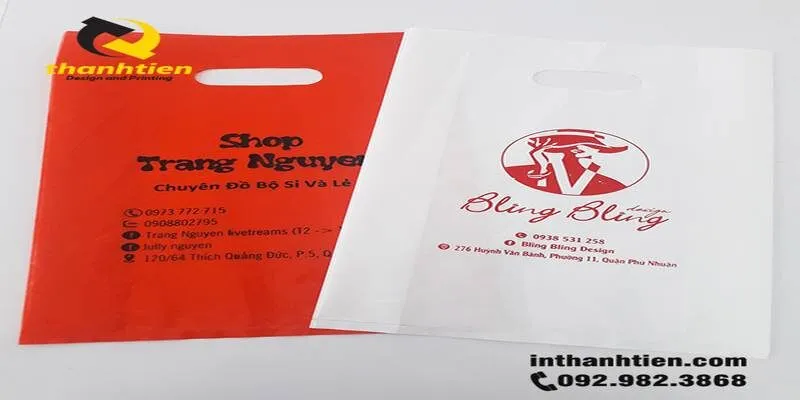 thanhtien
Design and Printing
Shop
Trang Nguyen
Chuyên Đồ Bộ Sỉ Và Lẻ
0973 772 715
0908802795
Trang Nguyen livetreams (12 ->
Jully nguyen
120/64 Thích Quảng Đức, P.5, Q
Bling Bling
design
0938 531 258
Bling Bling Design
276 Huỳnh Văn Bánh, Phường 11, Quận Phú Nhuận
inthanhtien.com
092.982.3868